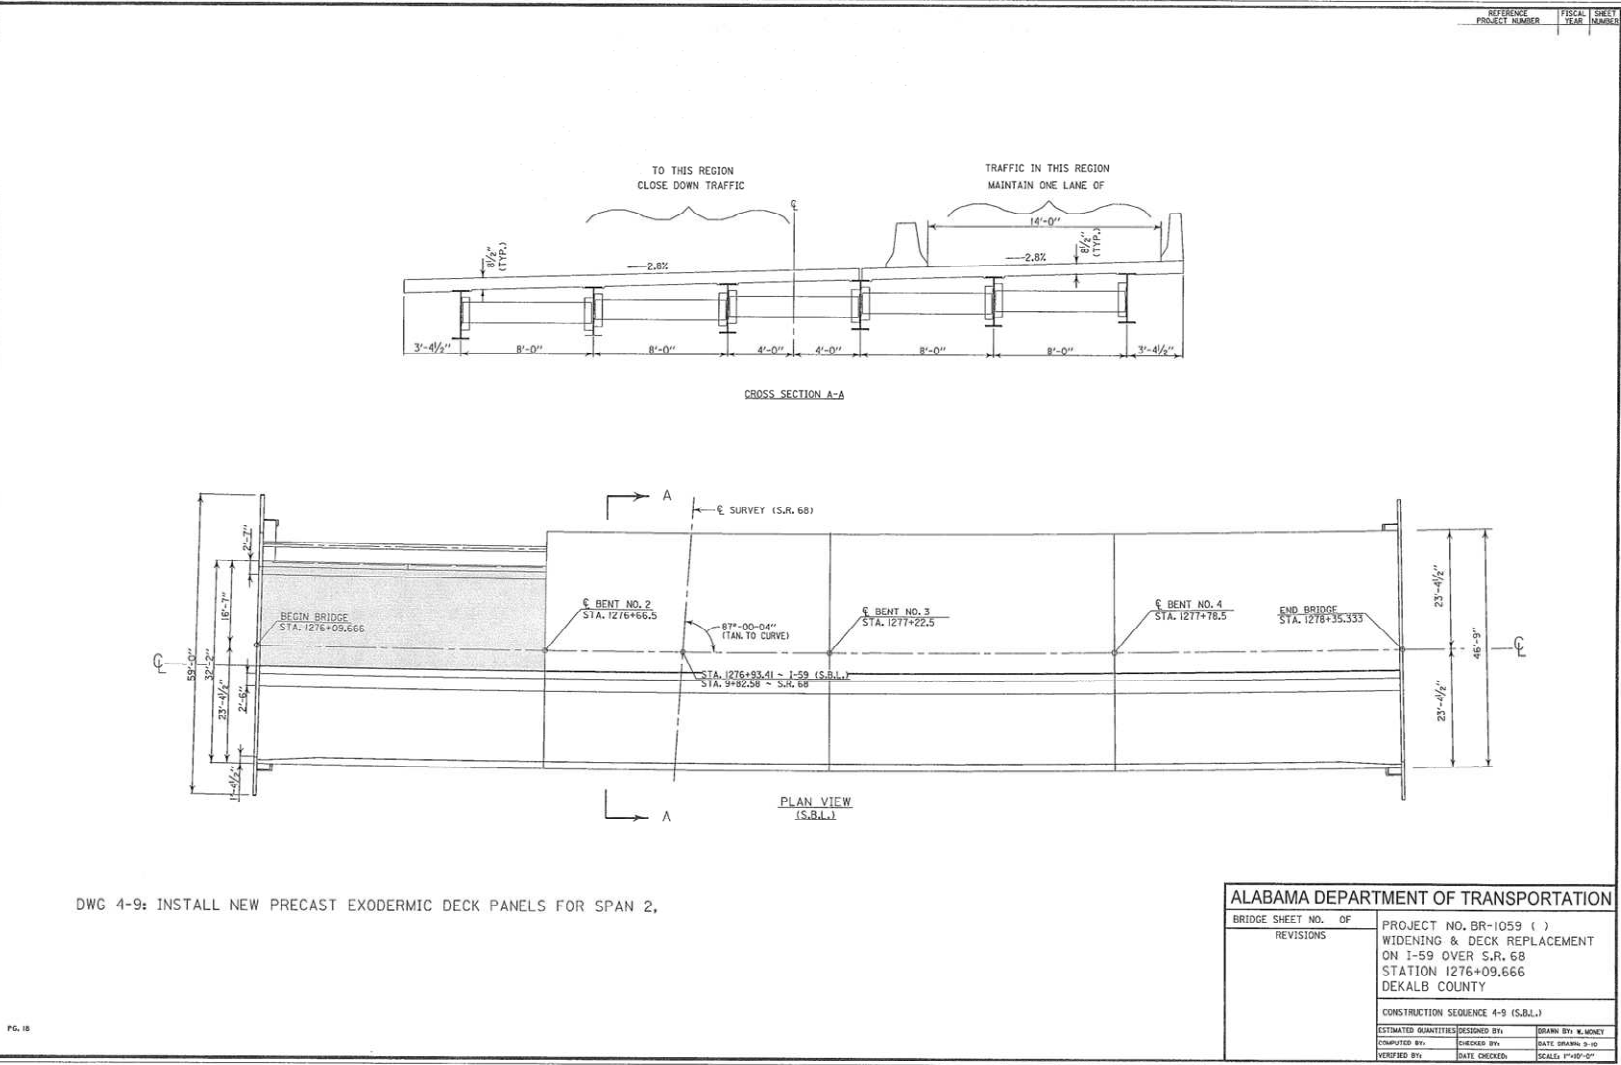 REFERENCE
PROJECT NUMBER
FISCAL
YEAR
SHEET
NUMBER
TO THIS REGION
CLOSE DOWN TRAFFIC
TRAFFIC IN THIS REGION
MAINTAIN ONE LANE OF
℄
14'-0"
8½"
(TYP.)
2.8%
2.8%
8½"
(TYP.)
3'-4½"
8'-0"
8'-0"
4'-0"
4'-0"
8'-0"
8'-0"
3'-4½"
CROSS SECTION A-A
A
℄ SURVEY (S.R. 68)
2'-7"
16'-7"
59'-0"
32'-2"
23'-4½"
2'-6"
1'-4½"
℄
BEGIN BRIDGE
STA. 1276+09.666
℄ BENT NO. 2
STA. 1276+66.5
87°-00-04"
(TAN. TO CURVE)
℄ BENT NO. 3
STA. 1277+22.5
℄ BENT NO. 4
STA. 1277+78.5
END BRIDGE
STA. 1278+35.333
23'-4½"
46'-9"
23'-4½"
℄
STA. 1276+93.41 ~ I-59 (S.B.L.)
STA. 9+82.58 ~ S.R. 68
A
PLAN VIEW
(S.B.L.)
DWG 4-9: INSTALL NEW PRECAST EXODERMIC DECK PANELS FOR SPAN 2,
ALABAMA DEPARTMENT OF TRANSPORTATION
BRIDGE SHEET NO. OF
REVISIONS
PROJECT NO. BR-1059 ( )
WIDENING & DECK REPLACEMENT
ON I-59 OVER S.R. 68
STATION 1276+09.666
DEKALB COUNTY
CONSTRUCTION SEQUENCE 4-9 (S.B.L.)
ESTIMATED QUANTITIES
DESIGNED BY:
DRAWN BY: W. MONEY
COMPUTED BY:
CHECKED BY:
DATE DRAWN: 9-10
VERIFIED BY:
DATE CHECKED:
SCALE: 1"=10'-0"
PG. 18